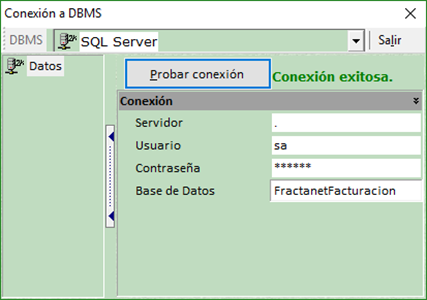 Conexión a DBMS
DBMS SQL Server Salir
Datos
Probar conexión Conexión exitosa.
Conexión
Servidor .
Usuario sa
Contraseña ******
Base de Datos FractanetFacturacion